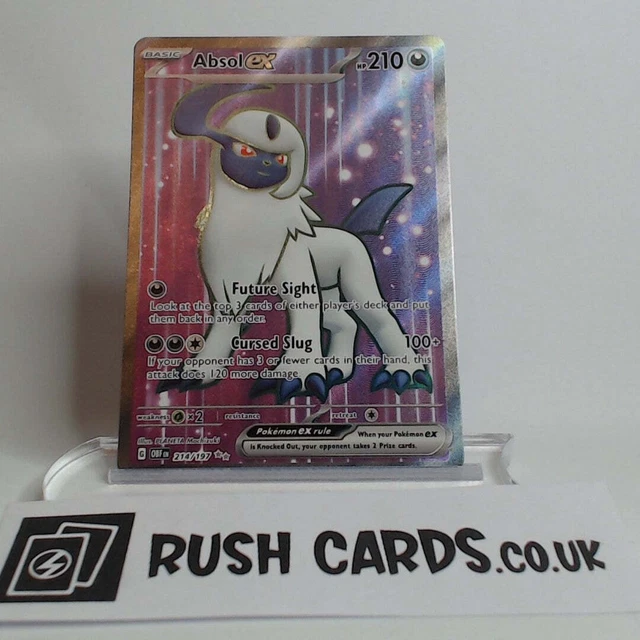 BASIC Absol ex HP 210
Future Sight
Look at the top 3 cards of either player's deck and put
them back in any order.
Cursed Slug 100+
If your opponent has 3 or fewer cards in their hand, this
attack does 120 more damage.
weakness ×2 resistance retreat
Illus. PLANETA Mochizuki
Pokémon ex rule When your Pokémon ex
is Knocked Out, your opponent takes 2 Prize cards.
G OBF EN 214/197
RUSH CARDS.CO.UK